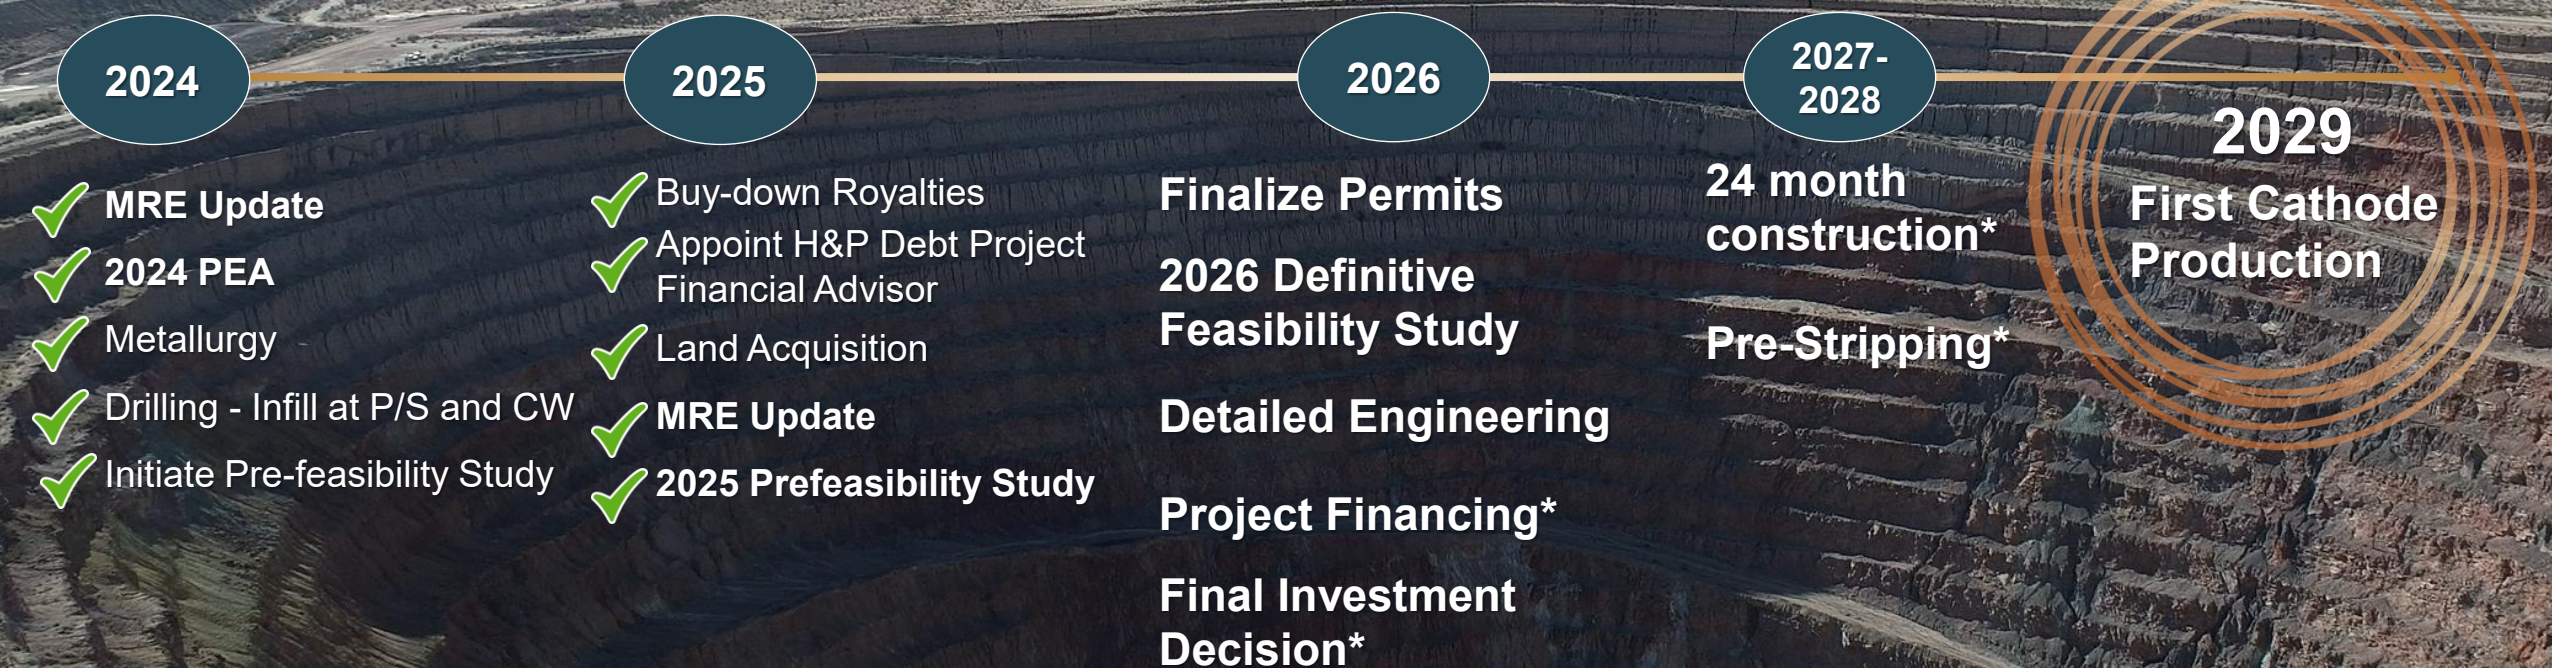 2024
MRE Update
2024 PEA
Metallurgy
Drilling - Infill at P/S and CW
Initiate Pre-feasibility Study
2025
Buy-down Royalties
Appoint H&P Debt Project
Financial Advisor
Land Acquisition
MRE Update
2025 Prefeasibility Study
2026
Finalize Permits
2026 Definitive
Feasibility Study
Detailed Engineering
Project Financing*
Final Investment
Decision*
2027-
2028
24 month
construction*
Pre-Stripping*
2029
First Cathode
Production